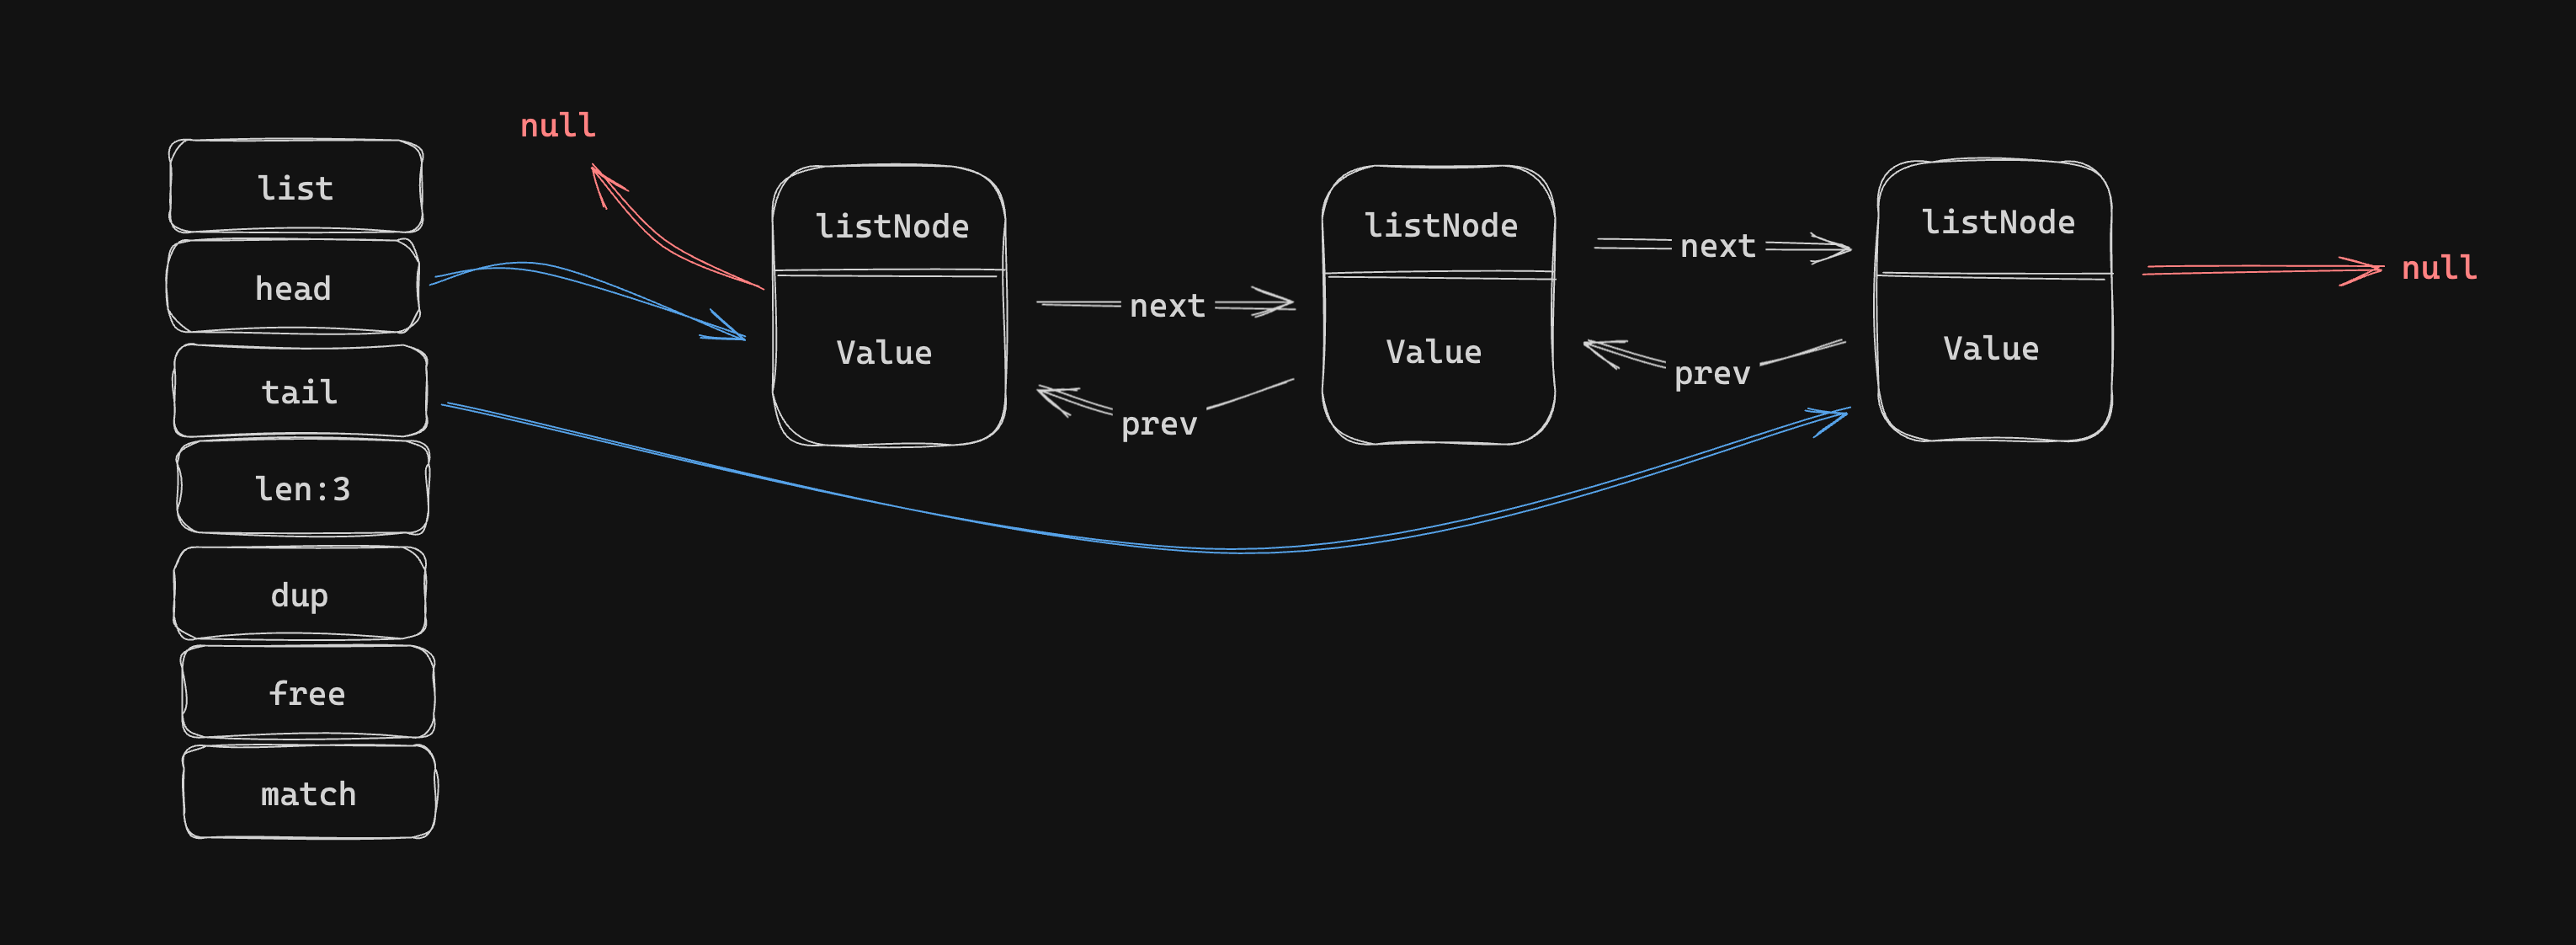 list
head
tail
len:3
dup
free
match
null
listNode
Value
next
prev
listNode
Value
next
prev
listNode
Value
null